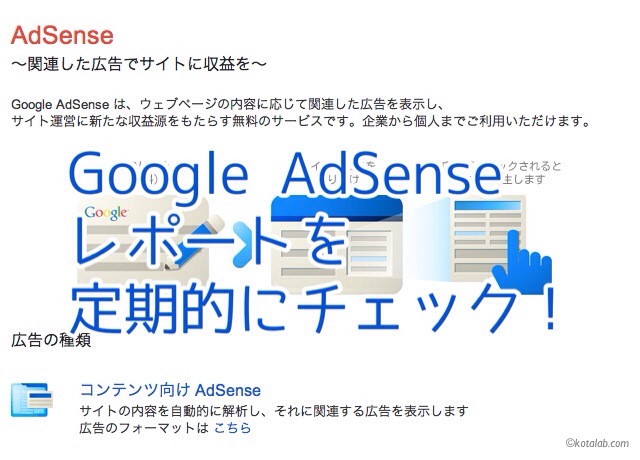 AdSense
〜関連した広告でサイトに収益を〜
Google AdSense は、ウェブページの内容に応じて関連した広告を表示し、
サイト運営に新たな収益源をもたらす無料のサービスです。企業から個人までご利用いただけます。
Google AdSense
レポートを
定期的にチェック！
Google
広告の種類
コンテンツ向け AdSense
サイトの内容を自動的に解析し、それに関連する広告を表示します
広告のフォーマットは こちら
©kotalab.com